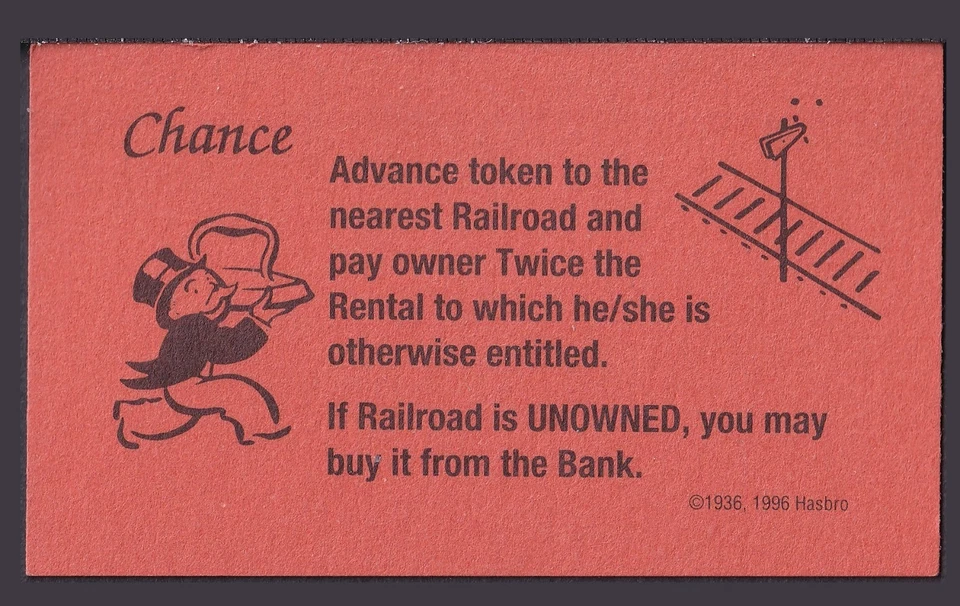 Chance
Advance token to the
nearest Railroad and
pay owner Twice the
Rental to which he/she is
otherwise entitled.
If Railroad is UNOWNED, you may
buy it from the Bank.
©1936, 1996 Hasbro